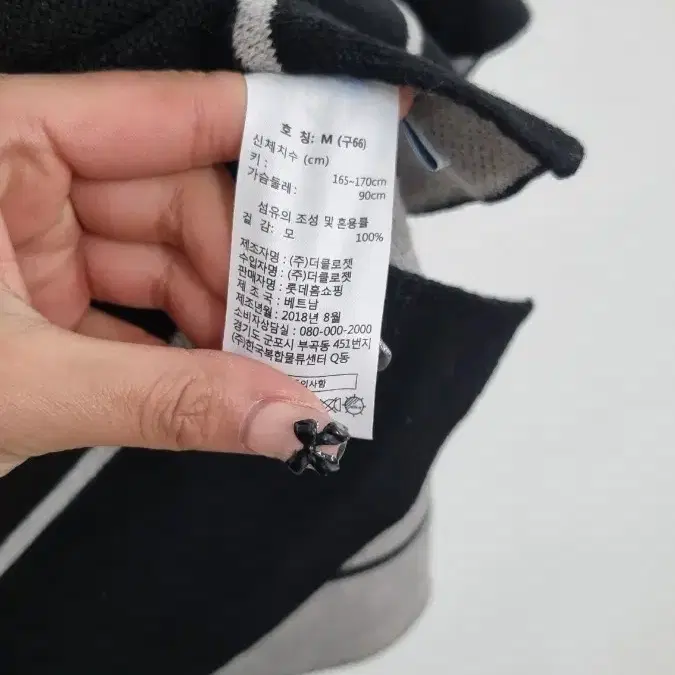 호 칭: M (구66)
신체치수 (cm)
키 : 165~170cm
가슴둘레: 90cm
섬유의 조성 및 혼용률
겉 감: 모 100%
제조자명 : (주)더클로젯
수입자명 : (주)더클로젯
판매자명 : 롯데홈쇼핑
제 조 국 : 베트남
제조년월 : 2018년 8월
소비자상담실 : 080-000-2000
경기도 군포시 부곡동 451번지
(주)한국복합물류센터 Q동
의사항